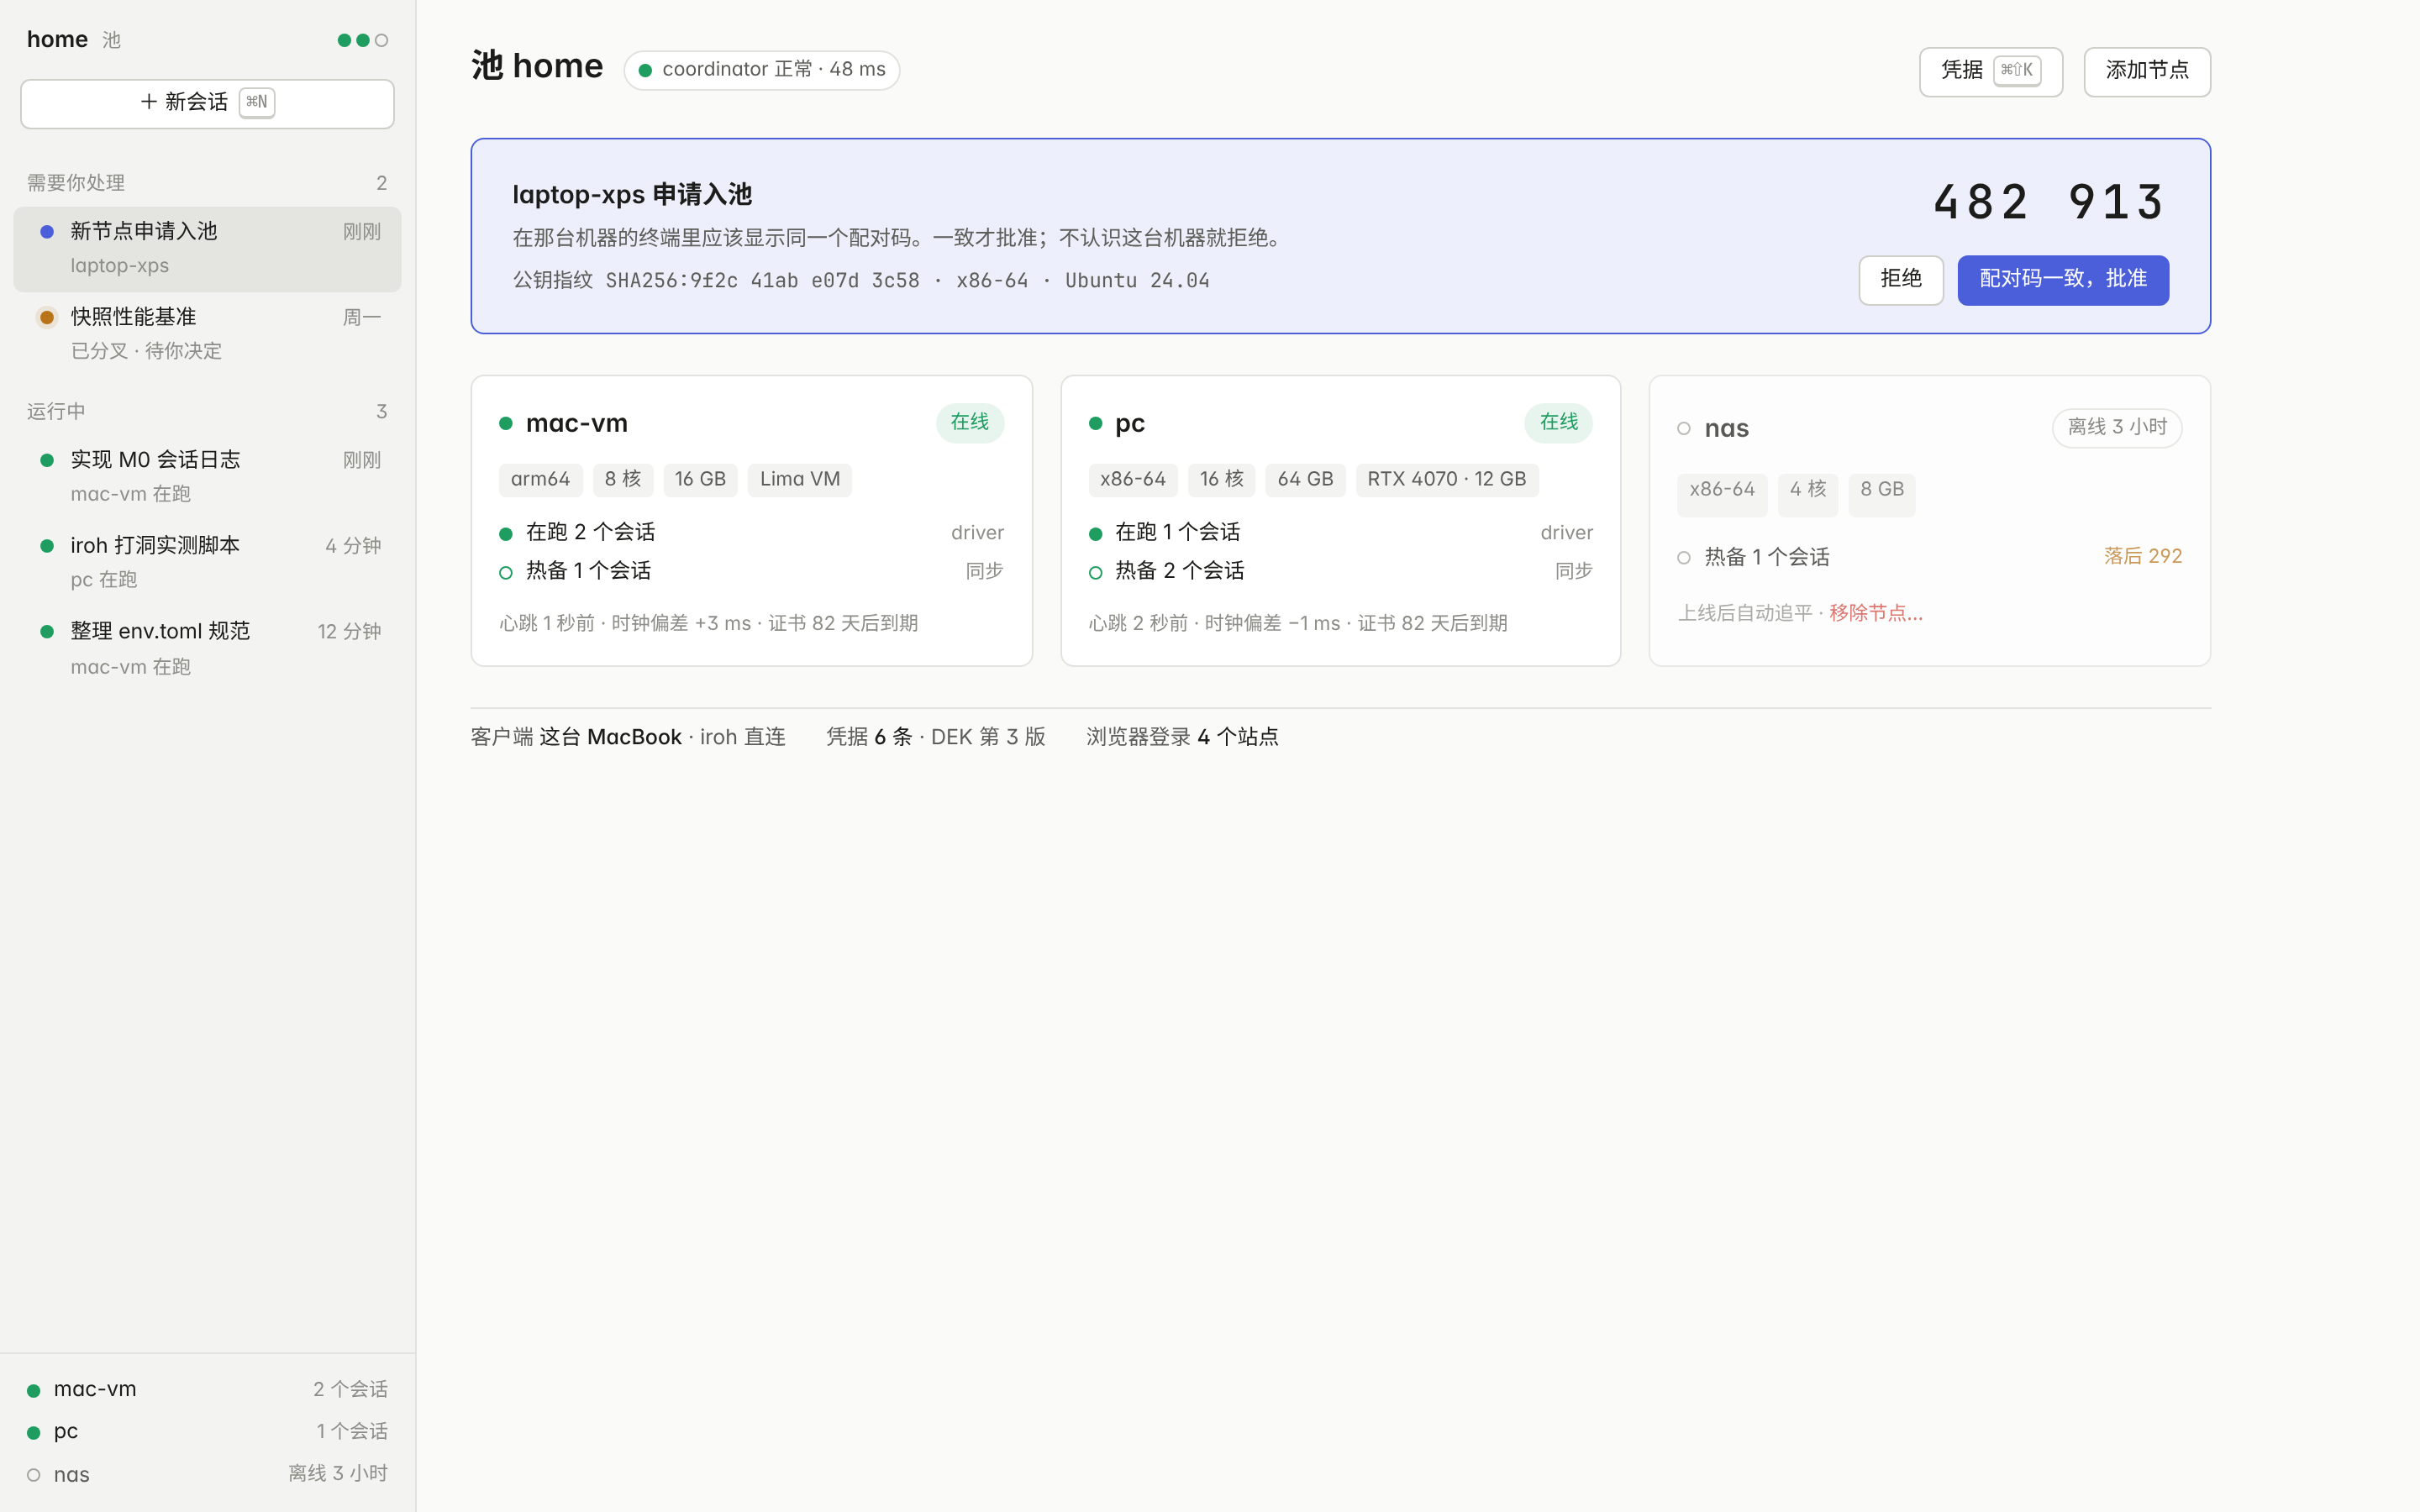 home 池
+ 新会话 ⌘N
需要你处理 2
新节点申请入池 刚刚
laptop-xps
快照性能基准 周一
已分叉 · 待你决定
运行中 3
实现 M0 会话日志 刚刚
mac-vm 在跑
iroh 打洞实测脚本 4 分钟
pc 在跑
整理 env.toml 规范 12 分钟
mac-vm 在跑
mac-vm 2 个会话
pc 1 个会话
nas 离线 3 小时
池 home coordinator 正常 · 48 ms 凭据 ⌘⇧K 添加节点
laptop-xps 申请入池
在那台机器的终端里应该显示同一个配对码。一致才批准；不认识这台机器就拒绝。
公钥指纹 SHA256:9f2c 41ab e07d 3c58 · x86-64 · Ubuntu 24.04
482 913
拒绝 配对码一致，批准
mac-vm 在线
arm64 8 核 16 GB Lima VM
在跑 2 个会话 driver
热备 1 个会话 同步
心跳 1 秒前 · 时钟偏差 +3 ms · 证书 82 天后到期
pc 在线
x86-64 16 核 64 GB RTX 4070 · 12 GB
在跑 1 个会话 driver
热备 2 个会话 同步
心跳 2 秒前 · 时钟偏差 −1 ms · 证书 82 天后到期
nas 离线 3 小时
x86-64 4 核 8 GB
热备 1 个会话 落后 292
上线后自动追平 · 移除节点…
客户端 这台 MacBook · iroh 直连 凭据 6 条 · DEK 第 3 版 浏览器登录 4 个站点